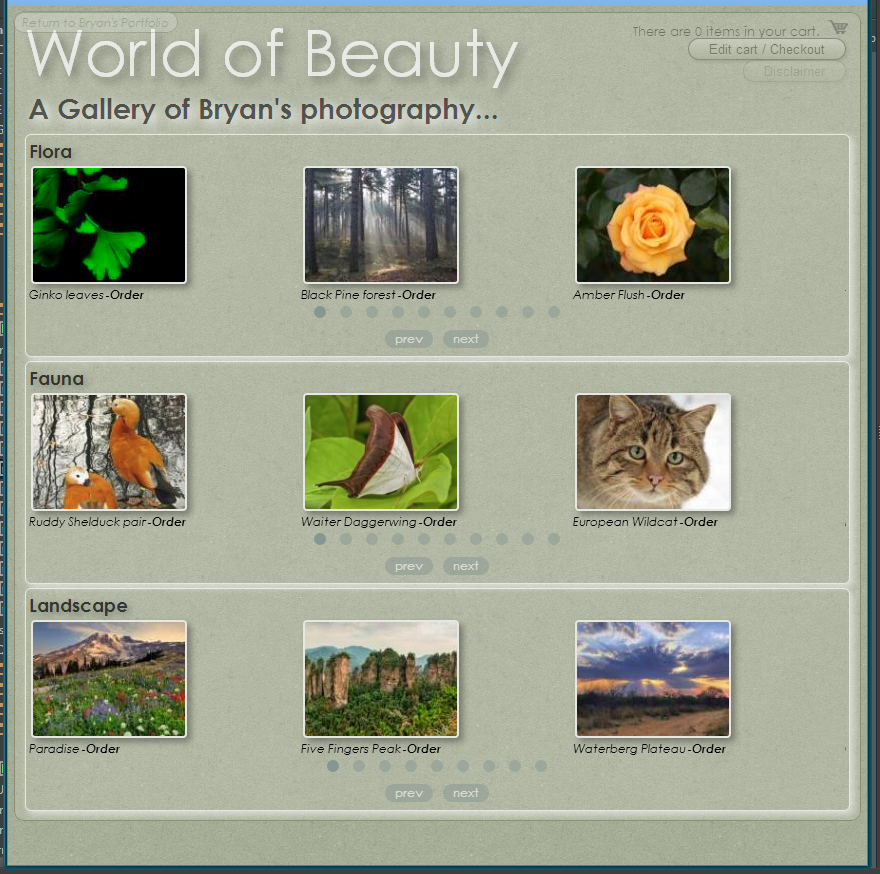 Return to Bryan's Portfolio
There are 0 items in your cart.
World of Beauty
Edit cart / Checkout
Disclaimer
A Gallery of Bryan's photography...
Flora
Ginko leaves-Order
Black Pine forest-Order
Amber Flush-Order
prev
next
Fauna
Ruddy Shelduck pair-Order
Waiter Daggerwing-Order
European Wildcat-Order
prev
next
Landscape
Paradise-Order
Five Fingers Peak-Order
Waterberg Plateau-Order
prev
next